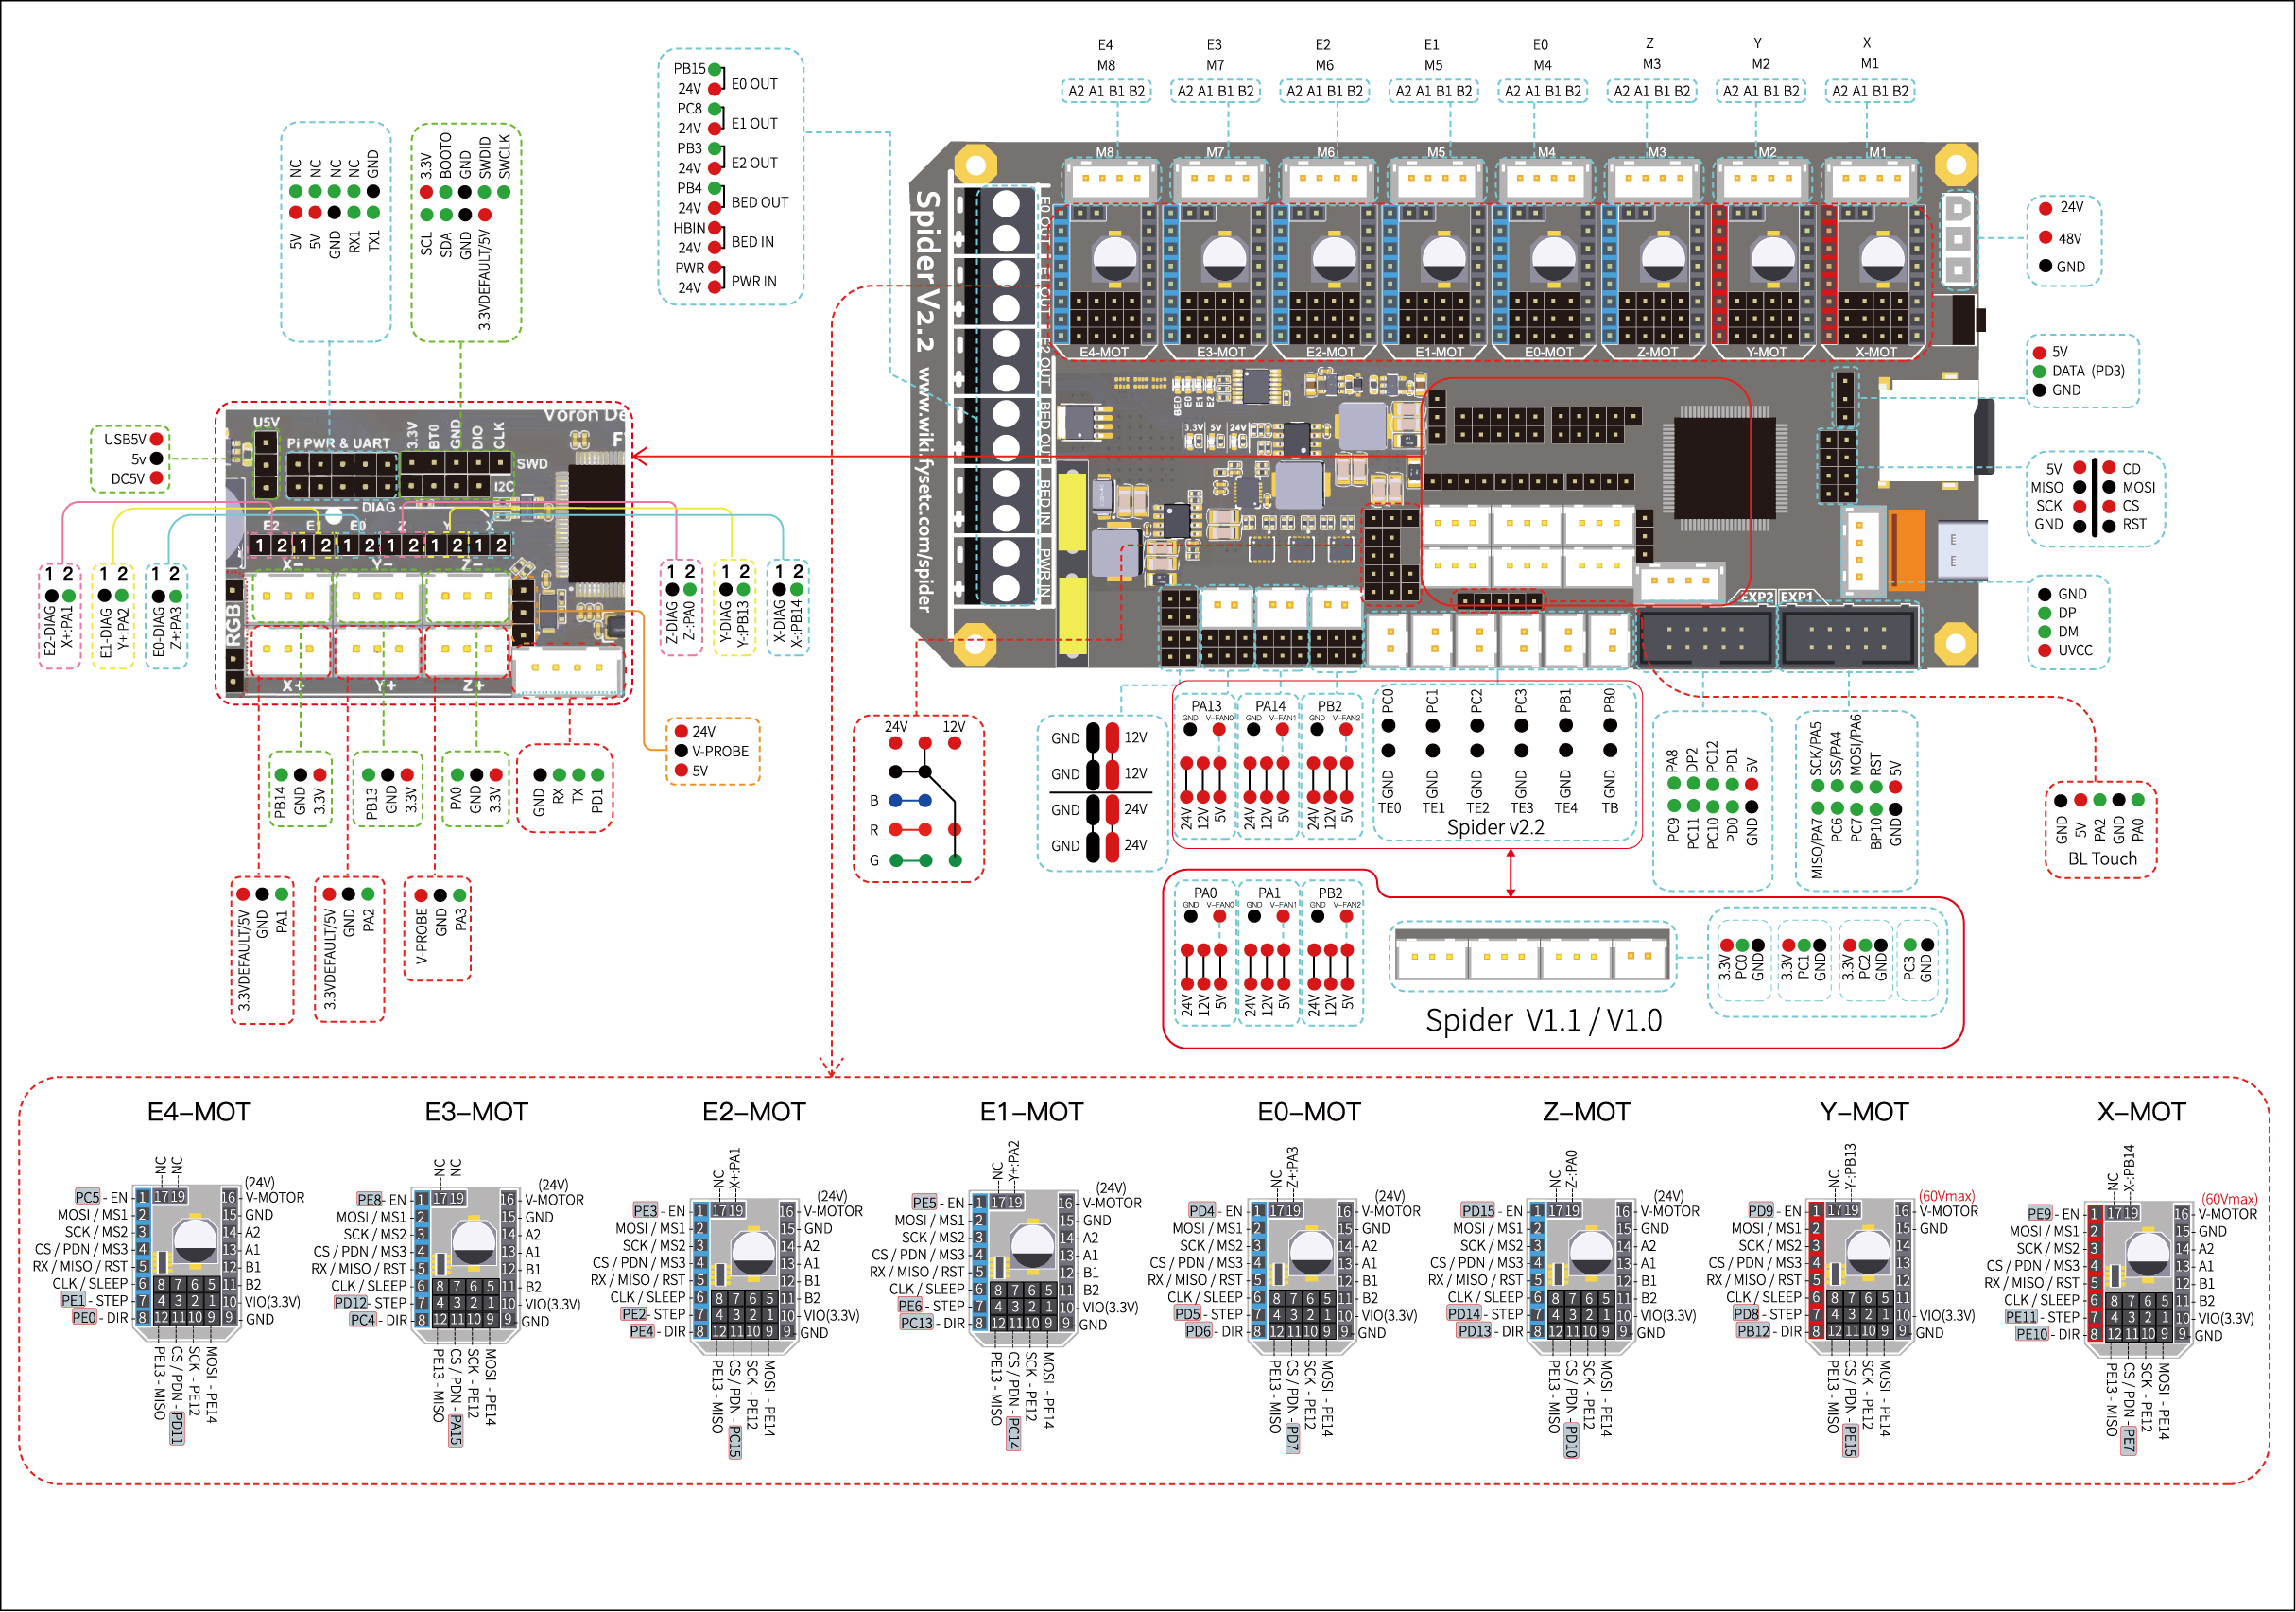 E4 E3 E2 E1 E0 Z Y X
M8 M7 M6 M5 M4 M3 M2 M1
A2 A1 B1 B2 A2 A1 B1 B2 A2 A1 B1 B2 A2 A1 B1 B2 A2 A1 B1 B2 A2 A1 B1 B2 A2 A1 B1 B2 A2 A1 B1 B2
PB15
24V
E0 OUT
PC8
24V
E1 OUT
PB3
24V
E2 OUT
PB4
24V
BED OUT
HBIN
24V
BED IN
PWR
24V
PWR IN
NC NC NC NC GND
5V 5V GND RX1 TX1
3.3V BOOTO GND SWDID SWCLK
SCL SDA GND 3.3VDEFAULT/5V
M8 M7 M6 M5 M4 M3 M2 M1
Spider V2.2 www.wiki.fysetc.com/spider
E0 OUT E1 OUT E2 OUT BED OUT BED IN PWR IN
E4-MOT E3-MOT E2-MOT E1-MOT E0-MOT Z-MOT Y-MOT X-MOT
BED E0 E1 E2
3.3V 5V 24V
EXP2 EXP1
24V
48V
GND
5V
DATA (PD3)
GND
5V CD
MISO MOSI
SCK CS
GND RST
GND
DP
DM
UVCC
Voron De
F
U5V
Pi PWR & UART
3.3V BT0 GND DIO CLK
SWD
I2C
DIAG
E2 E1 E0 Z Y X
1 2 1 2 1 2 1 2 1 2 1 2
X- Y- Z-
RGB
X+ Y+ Z+
USB5V
5v
DC5V
1 2
E2-DIAG
X+:PA1
1 2
E1-DIAG
Y+:PA2
1 2
E0-DIAG
Z+:PA3
1 2
Z-DIAG
Z-:PA0
1 2
Y-DIAG
Y-:PB13
1 2
X-DIAG
X-:PB14
24V
V-PROBE
5V
PB14 GND 3.3V
PB13 GND 3.3V
PA0 GND 3.3V
GND RX TX PD1
3.3VDEFAULT/5V GND PA1
3.3VDEFAULT/5V GND PA2
V-PROBE GND PA3
24V 12V
B
R
G
GND 12V
GND 12V
GND 24V
GND 24V
PA13
GND V-FAN0
24V 12V 5V
PA14
GND V-FAN1
24V 12V 5V
PB2
GND V-FAN2
24V 12V 5V
PC0 PC1 PC2 PC3 PB1 PB0
GND GND GND GND GND GND
TE0 TE1 TE2 TE3 TE4 TB
Spider v2.2
PA8 DP2 PC12 PD1 5V
PC9 PC11 PC10 PD0 GND
SCK/PA5 SS/PA4 MOSI/PA6 RST 5V
MISO/PA7 PC6 PC7 BP10 GND
GND 5V PA2 GND PA0
BL Touch
PA0
GND V-FAN0
24V 12V 5V
PA1
GND V-FAN1
24V 12V 5V
PB2
GND V-FAN2
24V 12V 5V
3.3V PC0 GND
3.3V PC1 GND
3.3V PC2 GND
PC3 GND
Spider V1.1 / V1.0
E4-MOT
NC NC
(24V)
PC5 - EN 1 17 19 16 V-MOTOR
MOSI / MS1 2 15 GND
SCK / MS2 3 14 A2
CS / PDN / MS3 4 13 A1
RX / MISO / RST 5 12 B1
CLK / SLEEP 6 8 7 6 5 11 B2
PE1 - STEP 7 4 3 2 1 10 VIO(3.3V)
PE0 - DIR 8 12 11 10 9 9 GND
PE13 - MISO
CS / PDN - PD11
SCK - PE12
MOSI - PE14
E3-MOT
NC NC
(24V)
PE8 - EN 1 17 19 16 V-MOTOR
MOSI / MS1 2 15 GND
SCK / MS2 3 14 A2
CS / PDN / MS3 4 13 A1
RX / MISO / RST 5 12 B1
CLK / SLEEP 6 8 7 6 5 11 B2
PD12 - STEP 7 4 3 2 1 10 VIO(3.3V)
PC4 - DIR 8 12 11 10 9 9 GND
PE13 - MISO
CS / PDN - PA15
SCK - PE12
MOSI - PE14
E2-MOT
NC X+:PA1
(24V)
PE3 - EN 1 17 19 16 V-MOTOR
MOSI / MS1 2 15 GND
SCK / MS2 3 14 A2
CS / PDN / MS3 4 13 A1
RX / MISO / RST 5 12 B1
CLK / SLEEP 6 8 7 6 5 11 B2
PE2 - STEP 7 4 3 2 1 10 VIO(3.3V)
PE4 - DIR 8 12 11 10 9 9 GND
PE13 - MISO
CS / PDN - PC15
SCK - PE12
MOSI - PE14
E1-MOT
NC Y+:PA2
(24V)
PE5 - EN 1 17 19 16 V-MOTOR
MOSI / MS1 2 15 GND
SCK / MS2 3 14 A2
CS / PDN / MS3 4 13 A1
RX / MISO / RST 5 12 B1
CLK / SLEEP 6 8 7 6 5 11 B2
PE6 - STEP 7 4 3 2 1 10 VIO(3.3V)
PC13 - DIR 8 12 11 10 9 9 GND
PE13 - MISO
CS / PDN - PC14
SCK - PE12
MOSI - PE14
E0-MOT
NC Z+:PA3
(24V)
PD4 - EN 1 17 19 16 V-MOTOR
MOSI / MS1 2 15 GND
SCK / MS2 3 14 A2
CS / PDN / MS3 4 13 A1
RX / MISO / RST 5 12 B1
CLK / SLEEP 6 8 7 6 5 11 B2
PD5 - STEP 7 4 3 2 1 10 VIO(3.3V)
PD6 - DIR 8 12 11 10 9 9 GND
PE13 - MISO
CS / PDN - PD7
SCK - PE12
MOSI - PE14
Z-MOT
NC Z-:PA0
(24V)
PD15 - EN 1 17 19 16 V-MOTOR
MOSI / MS1 2 15 GND
SCK / MS2 3 14 A2
CS / PDN / MS3 4 13 A1
RX / MISO / RST 5 12 B1
CLK / SLEEP 6 8 7 6 5 11 B2
PD14 - STEP 7 4 3 2 1 10 VIO(3.3V)
PD13 - DIR 8 12 11 10 9 9 GND
PE13 - MISO
CS / PDN - PD10
SCK - PE12
MOSI - PE14
Y-MOT
NC Y-:PB13
(60Vmax)
PD9 - EN 1 17 19 16 V-MOTOR
MOSI / MS1 2 15 GND
SCK / MS2 3 14
CS / PDN / MS3 4 13
RX / MISO / RST 5 12
CLK / SLEEP 6 8 7 6 5 11
PD8 - STEP 7 4 3 2 1 10 VIO(3.3V)
PB12 - DIR 8 12 11 10 9 9 GND
PE13 - MISO
CS / PDN - PE15
SCK - PE12
MOSI - PE14
X-MOT
NC X-:PB14
(60Vmax)
PE9 - EN 1 17 19 16 V-MOTOR
MOSI / MS1 2 15 GND
SCK / MS2 3 14 A2
CS / PDN / MS3 4 13 A1
RX / MISO / RST 5 12 B1
CLK / SLEEP 6 8 7 6 5 11 B2
PE11 - STEP 7 4 3 2 1 10 VIO(3.3V)
PE10 - DIR 8 12 11 10 9 9 GND
PE13 - MISO
CS / PDN - PE7
SCK - PE12
MOSI - PE14